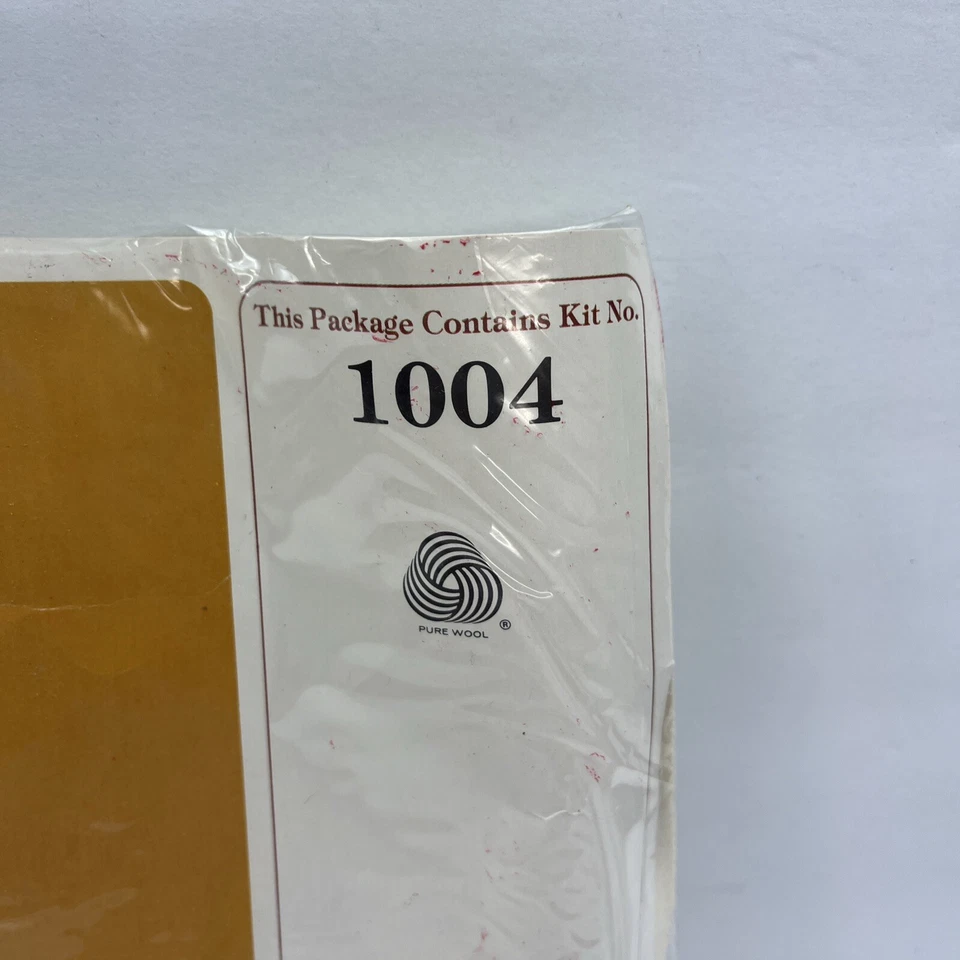 This Package Contains Kit No.
1004
PURE WOOL ®